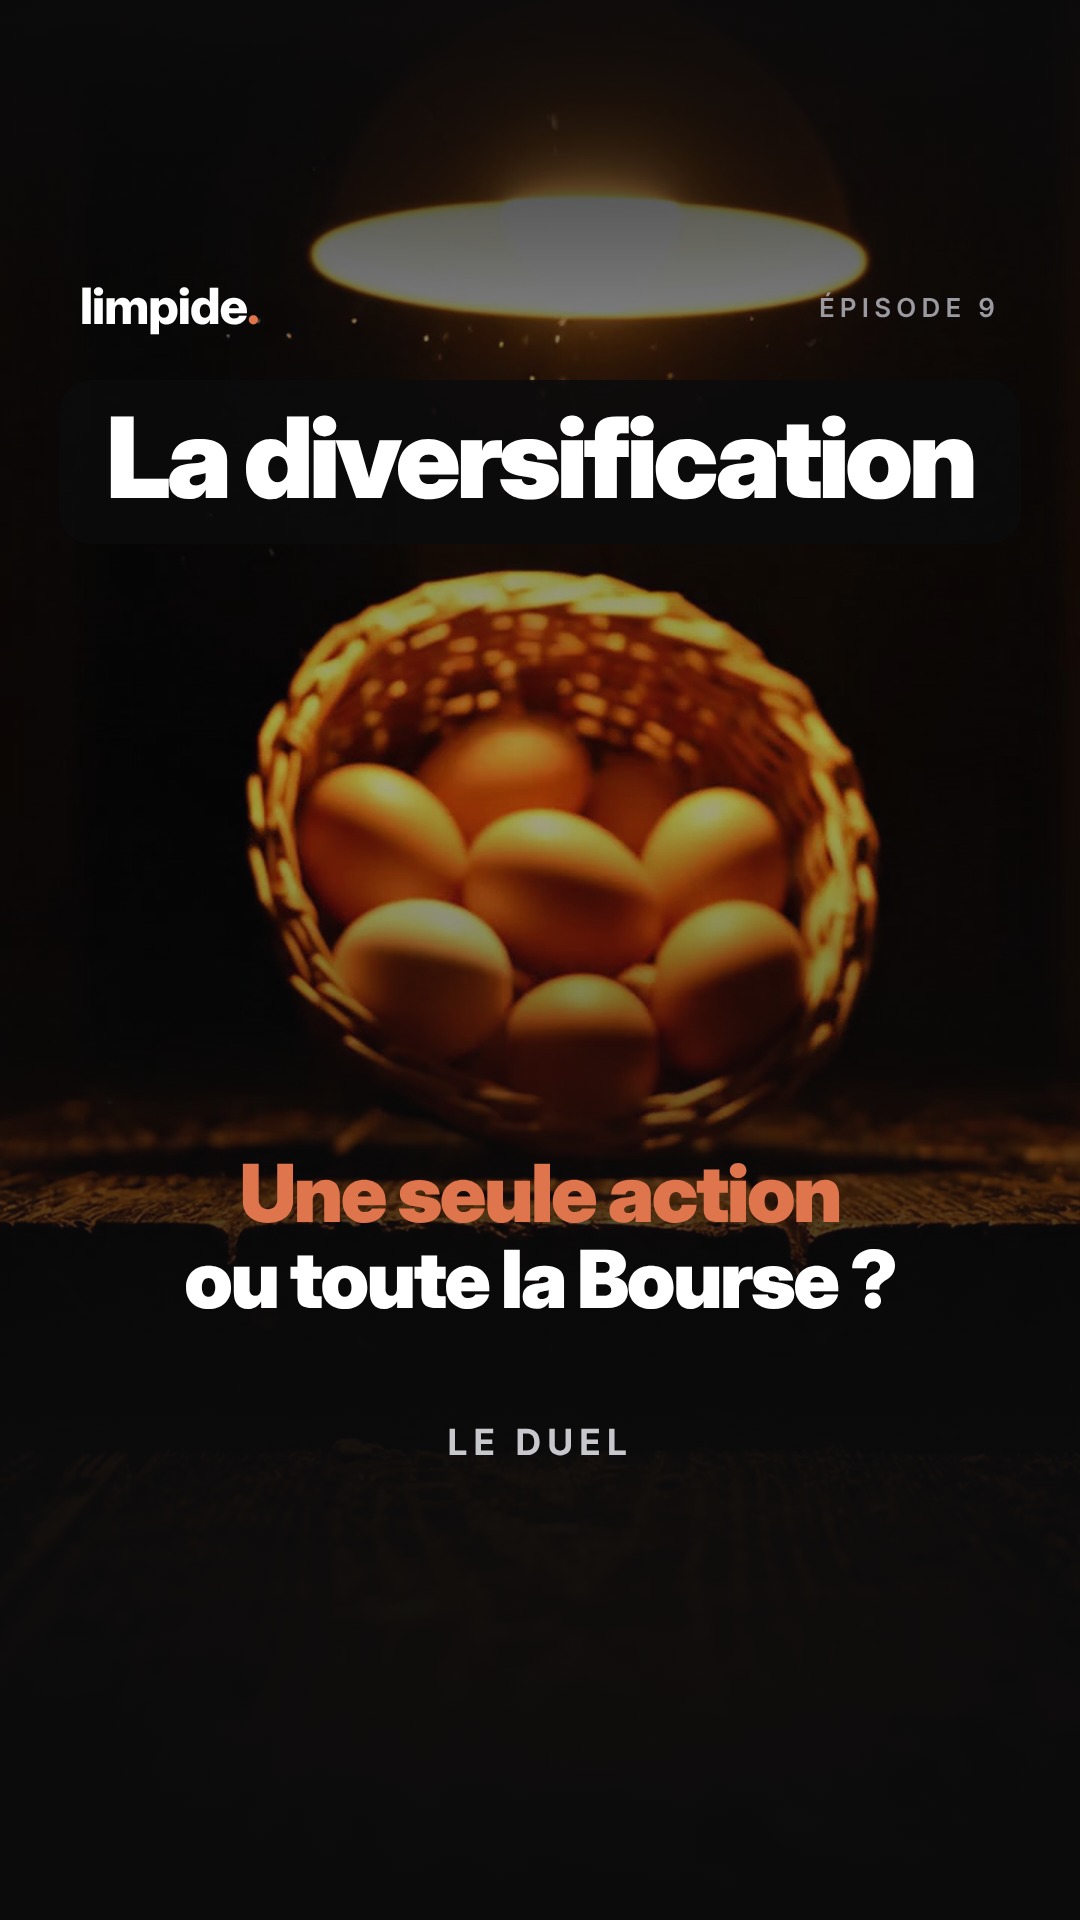 limpide.
ÉPISODE 9
La diversification
Une seule action
ou toute la Bourse ?
LE DUEL